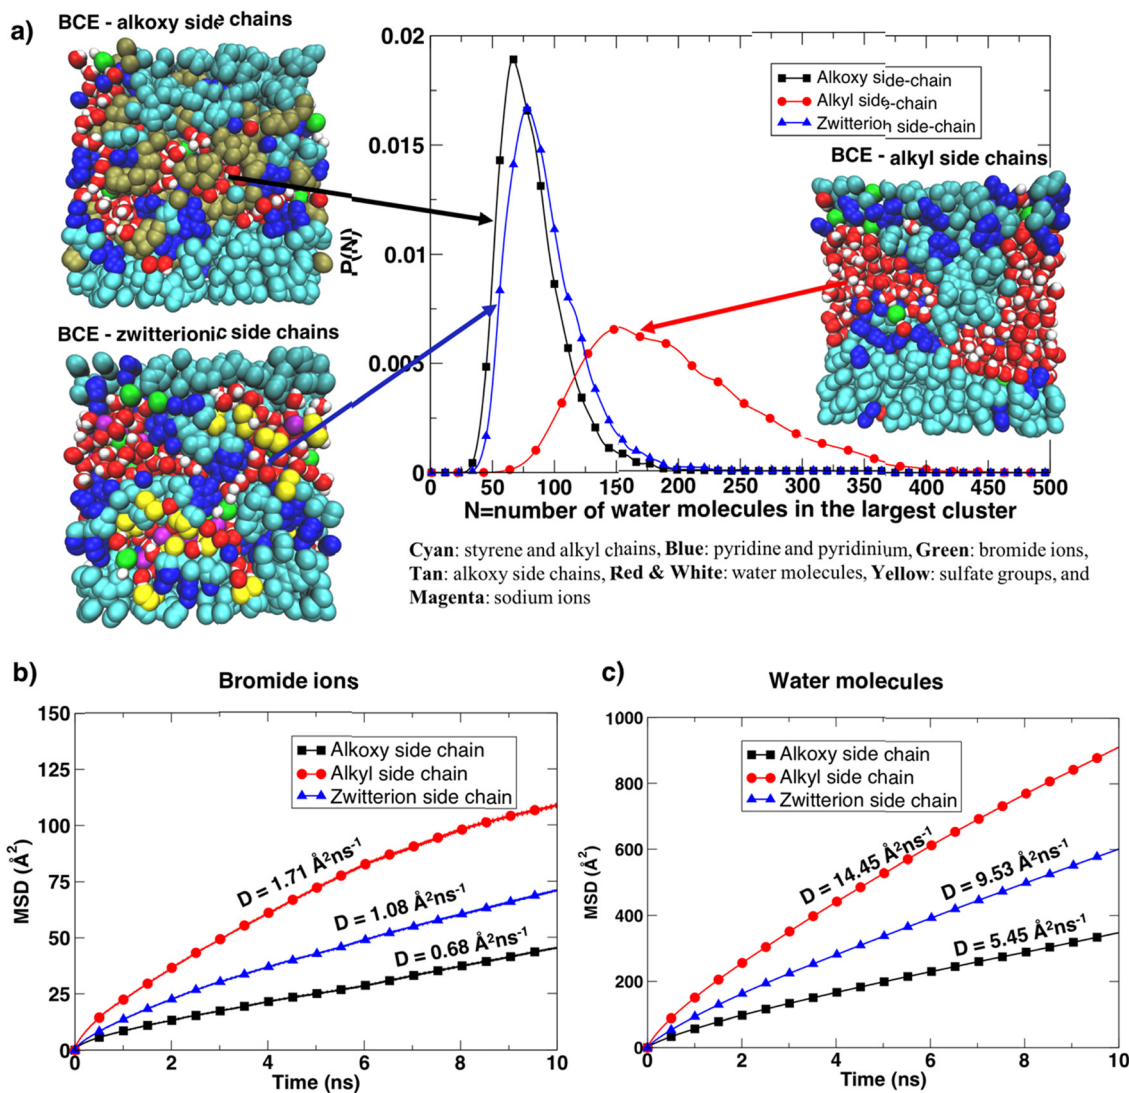 a)
BCE - alkoxy side chains
BCE - zwitterionic side chains
0.02
0.015
0.01
0.005
0
P(N)
Alkoxy side-chain
Alkyl side-chain
Zwitterion side-chain
BCE - alkyl side chains
0 50 100 150 200 250 300 350 400 450 500
N=number of water molecules in the largest cluster
Cyan: styrene and alkyl chains, Blue: pyridine and pyridinium, Green: bromide ions,
Tan: alkoxy side chains, Red & White: water molecules, Yellow: sulfate groups, and
Magenta: sodium ions
b)
Bromide ions
150
125
100
75
50
25
0
MSD (Å²)
Alkoxy side chain
Alkyl side chain
Zwitterion side chain
D = 1.71 Å²ns⁻¹
D = 1.08 Å²ns⁻¹
D = 0.68 Å²ns⁻¹
0 2 4 6 8 10
Time (ns)
c)
Water molecules
1000
800
600
400
200
0
MSD (Å²)
Alkoxy side chain
Alkyl side chain
Zwitterion side chain
D = 14.45 Å²ns⁻¹
D = 9.53 Å²ns⁻¹
D = 5.45 Å²ns⁻¹
0 2 4 6 8 10
Time (ns)